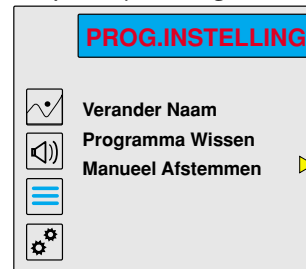 PROG.INSTELLING
Verander Naam
Programma Wissen
Manueel Afstemmen